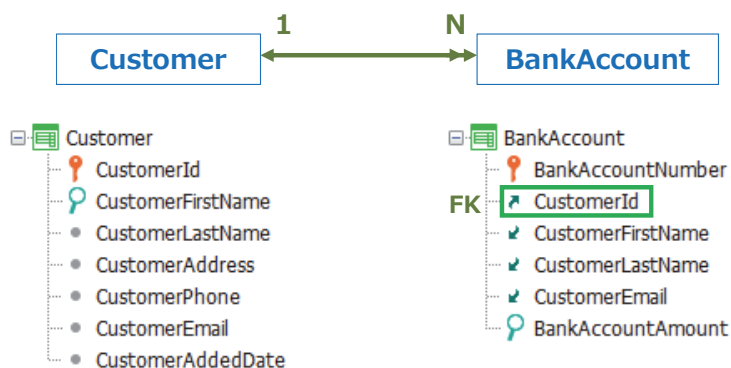 1 N
Customer BankAccount
Customer
CustomerId
CustomerFirstName
CustomerLastName
CustomerAddress
CustomerPhone
CustomerEmail
CustomerAddedDate
BankAccount
BankAccountNumber
FK CustomerId
CustomerFirstName
CustomerLastName
CustomerEmail
BankAccountAmount